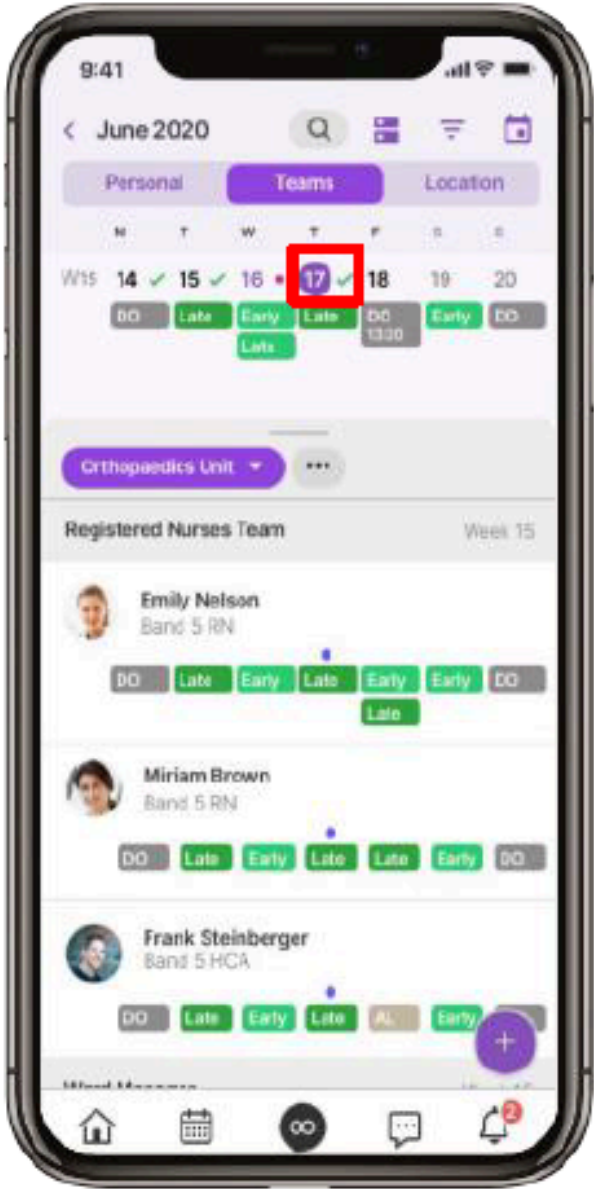 9:41
June 2020
Personal Teams Location
M T W T F S S
W15 14 15 16 17 18 19 20
DO Late Early Late DO Early DO
Late 13:30
Orthopaedics Unit
Registered Nurses Team Week 15
Emily Nelson
Band 5 RN
DO Late Early Late Early Early DO
Late
Miriam Brown
Band 5 RN
DO Late Early Late Late Early DO
Frank Steinberger
Band 5 HCA
DO Late Early Late AL Early
2